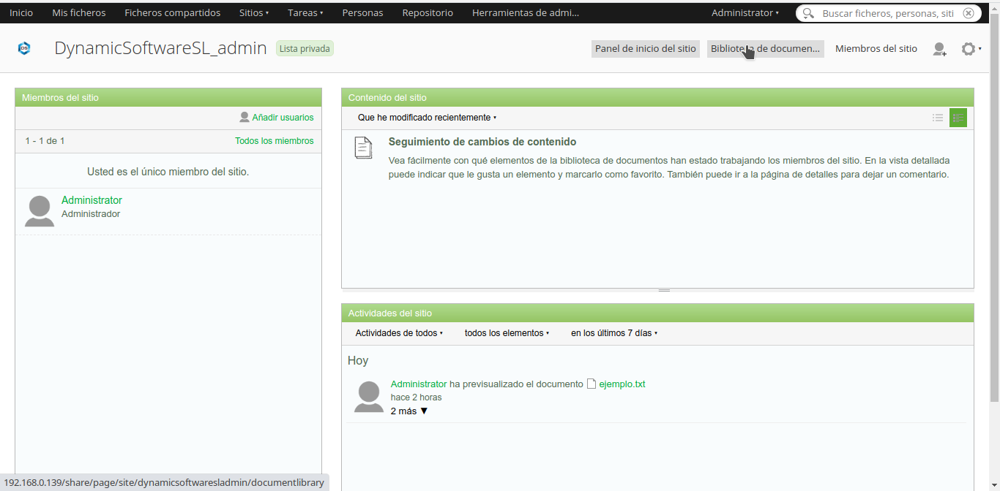 Inicio Mis ficheros Ficheros compartidos Sitios Tareas Personas Repositorio Herramientas de admi... Administrator Buscar ficheros, personas, siti
DS DynamicSoftwareSL_admin Lista privada Panel de inicio del sitio Biblioteca de documen... Miembros del sitio
Miembros del sitio
Añadir usuarios
1 - 1 de 1 Todos los miembros
Usted es el único miembro del sitio.
Administrator
Administrador
Contenido del sitio
Que he modificado recientemente
Seguimiento de cambios de contenido
Vea fácilmente con qué elementos de la biblioteca de documentos han estado trabajando los miembros del sitio. En la vista detallada
puede indicar que le gusta un elemento y marcarlo como favorito. También puede ir a la página de detalles para dejar un comentario.
Actividades del sitio
Actividades de todos todos los elementos en los últimos 7 días
Hoy
Administrator ha previsualizado el documento ejemplo.txt
hace 2 horas
2 más ▼
192.168.0.139/share/page/site/dynamicsoftwaresladmin/documentlibrary